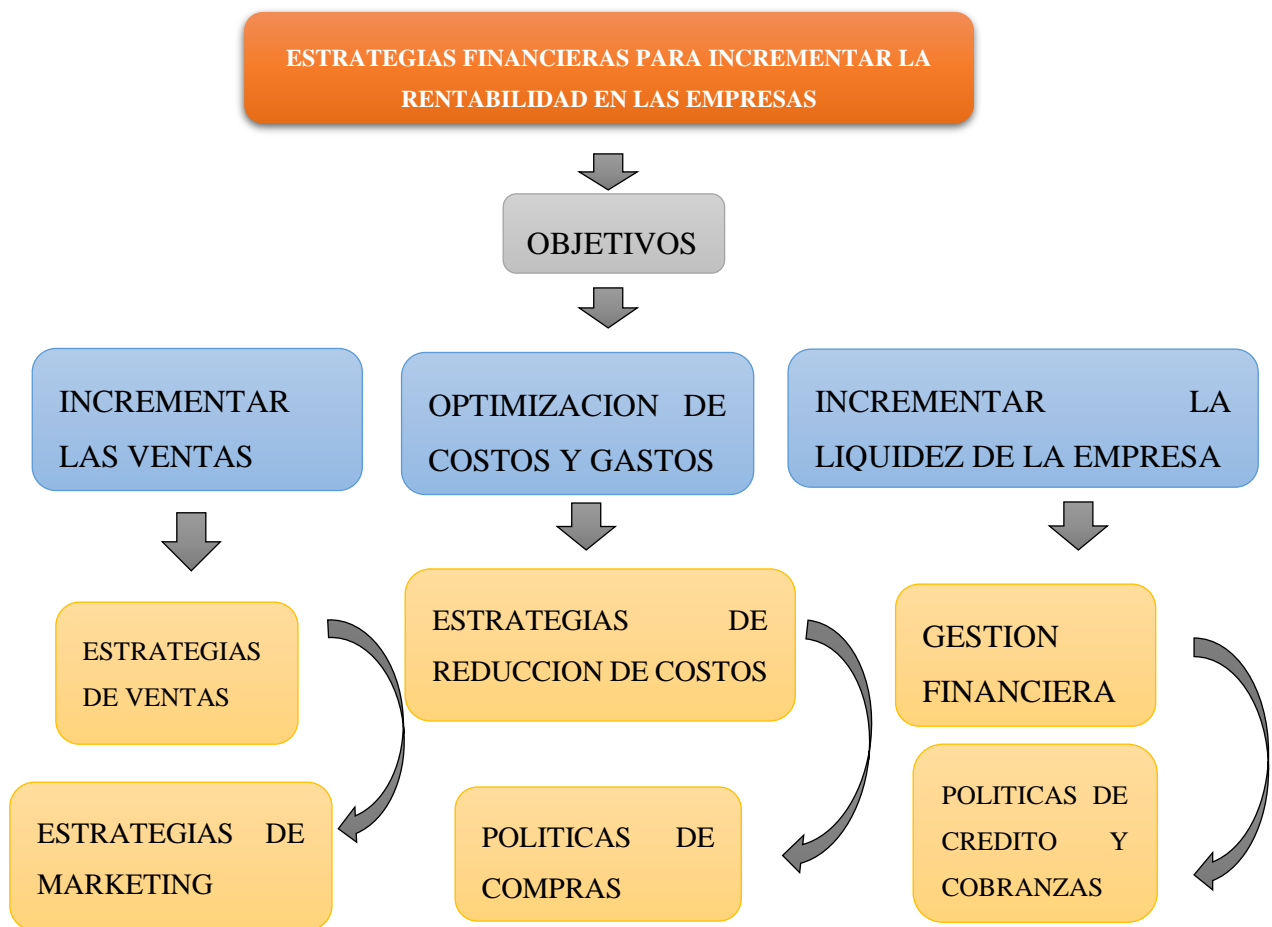 ESTRATEGIAS FINANCIERAS PARA INCREMENTAR LA
RENTABILIDAD EN LAS EMPRESAS
OBJETIVOS
INCREMENTAR
LAS VENTAS
OPTIMIZACION DE
COSTOS Y GASTOS
INCREMENTAR LA
LIQUIDEZ DE LA EMPRESA
ESTRATEGIAS
DE VENTAS
ESTRATEGIAS DE
REDUCCION DE COSTOS
GESTION
FINANCIERA
ESTRATEGIAS DE
MARKETING
POLITICAS DE
COMPRAS
POLITICAS DE
CREDITO Y
COBRANZAS